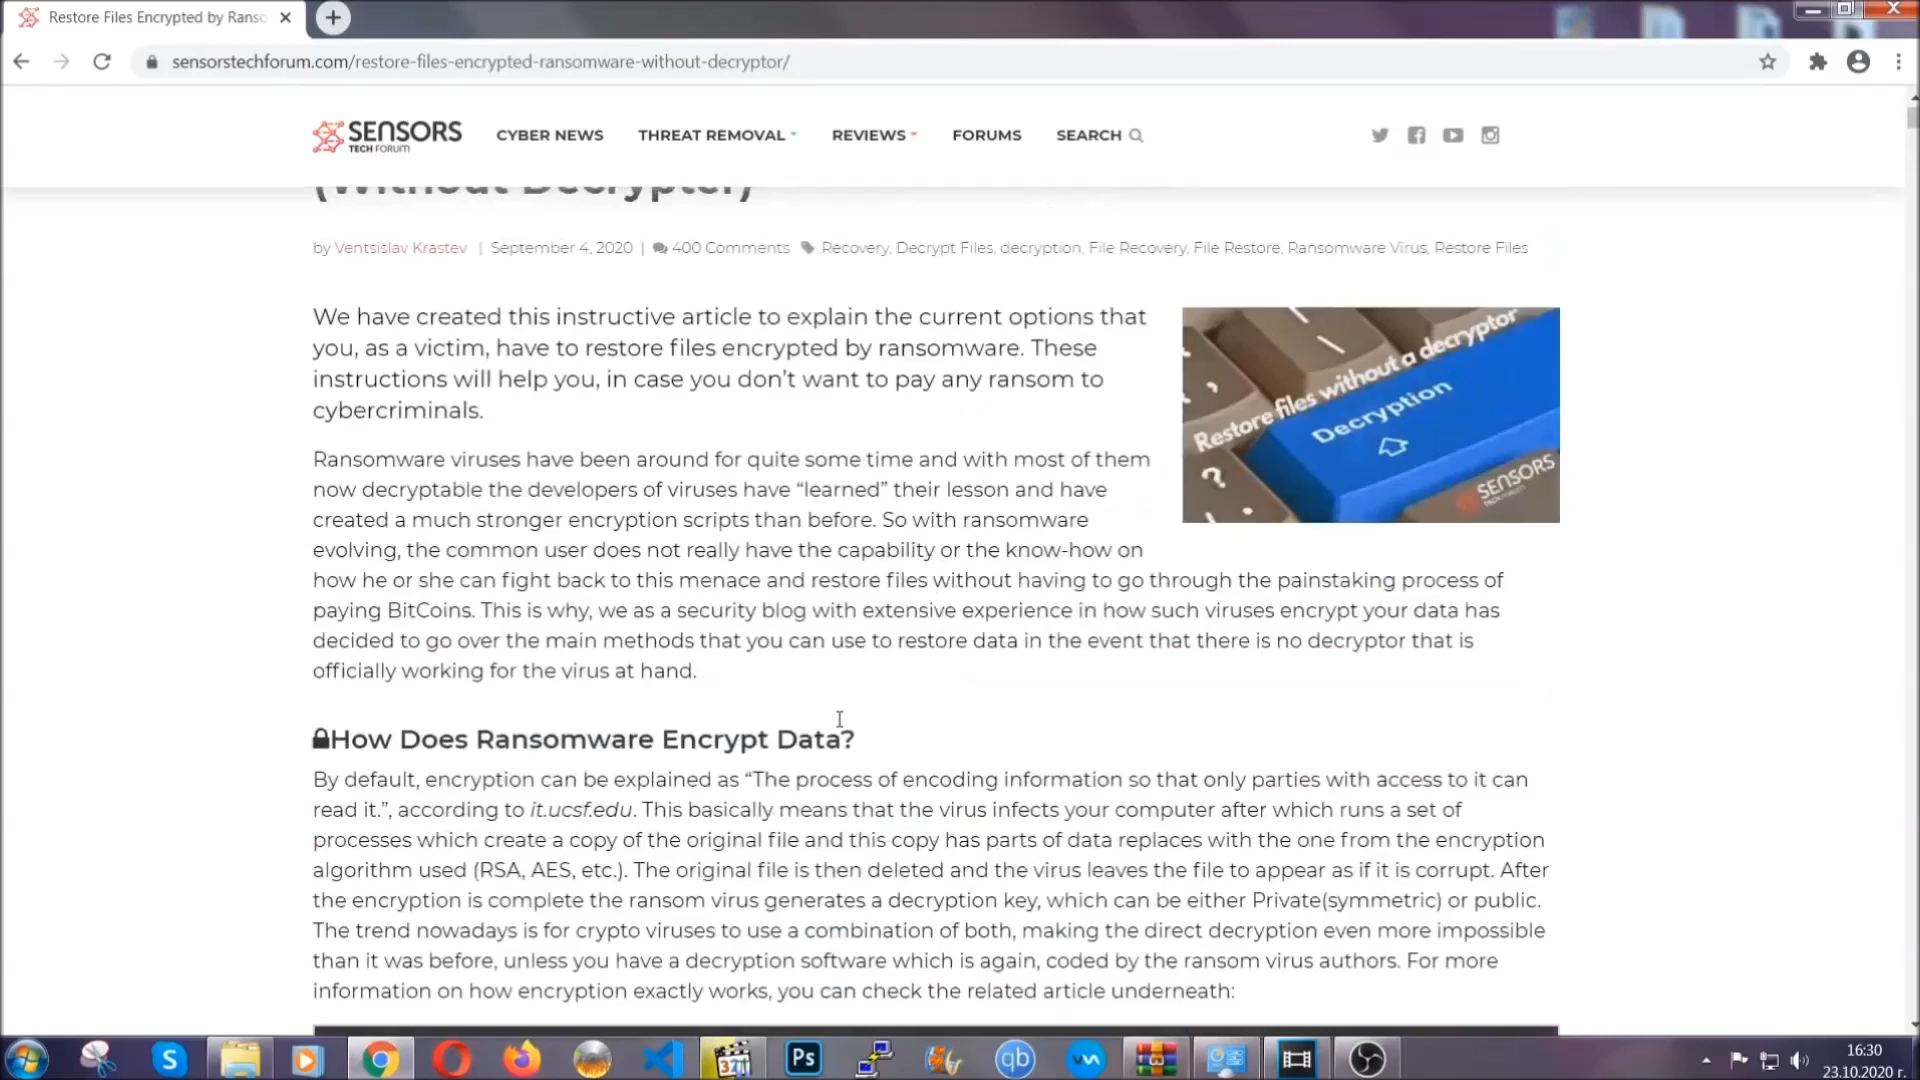 Restore Files Encrypted by Ranso
sensorstechforum.com/restore-files-encrypted-ransomware-without-decryptor/
SENSORS
TECH FORUM
CYBER NEWS THREAT REMOVAL REVIEWS FORUMS SEARCH
(Without Decrypter)
by Ventsislav Krastev | September 4, 2020 | 400 Comments Recovery, Decrypt Files, decryption, File Recovery, File Restore, Ransomware Virus, Restore Files
We have created this instructive article to explain the current options that
you, as a victim, have to restore files encrypted by ransomware. These
instructions will help you, in case you don't want to pay any ransom to
cybercriminals.
Restore files without a decryptor
Decryption
SENSORS
Ransomware viruses have been around for quite some time and with most of them
now decryptable the developers of viruses have “learned” their lesson and have
created a much stronger encryption scripts than before. So with ransomware
evolving, the common user does not really have the capability or the know-how on
how he or she can fight back to this menace and restore files without having to go through the painstaking process of
paying BitCoins. This is why, we as a security blog with extensive experience in how such viruses encrypt your data has
decided to go over the main methods that you can use to restore data in the event that there is no decryptor that is
officially working for the virus at hand.
How Does Ransomware Encrypt Data?
By default, encryption can be explained as “The process of encoding information so that only parties with access to it can
read it.”, according to it.ucsf.edu. This basically means that the virus infects your computer after which runs a set of
processes which create a copy of the original file and this copy has parts of data replaces with the one from the encryption
algorithm used (RSA, AES, etc.). The original file is then deleted and the virus leaves the file to appear as if it is corrupt. After
the encryption is complete the ransom virus generates a decryption key, which can be either Private(symmetric) or public.
The trend nowadays is for crypto viruses to use a combination of both, making the direct decryption even more impossible
than it was before, unless you have a decryption software which is again, coded by the ransom virus authors. For more
information on how encryption exactly works, you can check the related article underneath:
S
Ps
qb
16:30
23.10.2020 г.